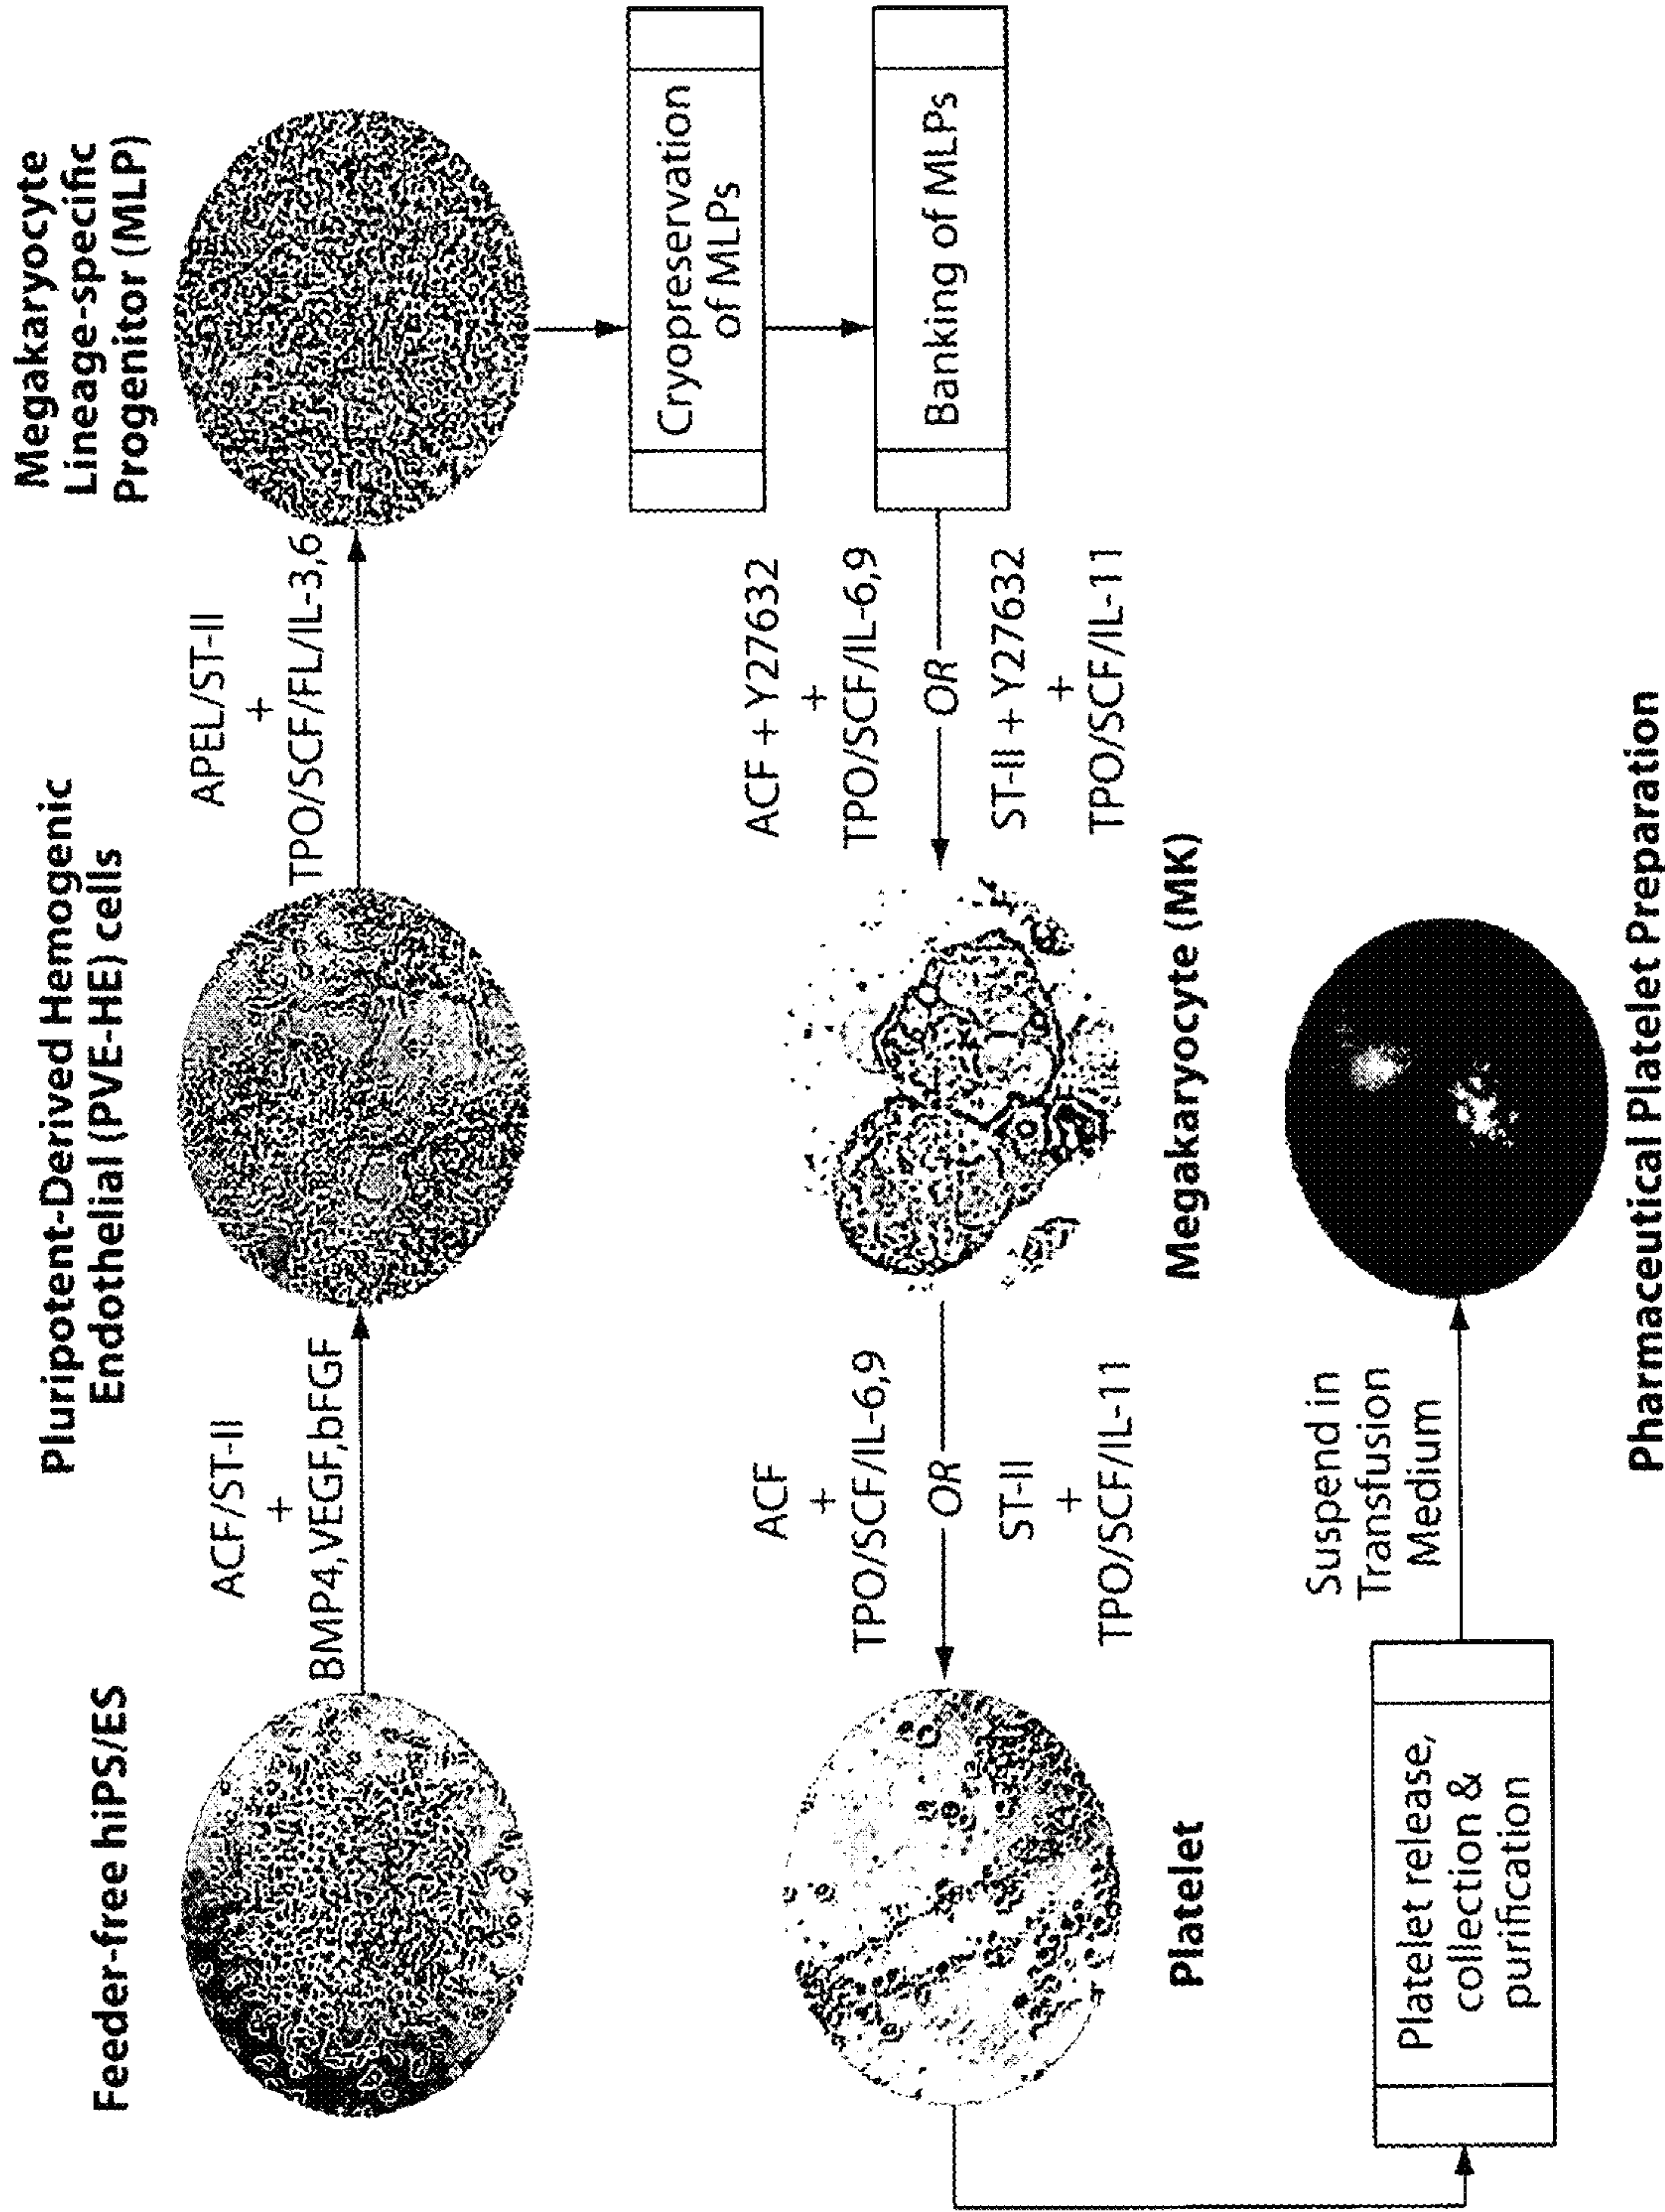 Feeder-free hiPS/ES
ACF/ST-II
+
BMP4,VEGF,bFGF
Pluripotent-Derived Hemogenic
Endothelial (PVE-HE) cells
APEL/ST-II
+
TPO/SCF/FL/IL-3,6
Megakaryocyte
Lineage-specific
Progenitor (MLP)
Cryopreservation
of MLPs
Banking of MLPs
ACF + Y27632
+
TPO/SCF/IL-6,9
OR
ST-II + Y27632
+
TPO/SCF/IL-11
Megakaryocyte (MK)
ACF
+
TPO/SCF/IL-6,9
OR
ST-II
+
TPO/SCF/IL-11
Platelet
Platelet release,
collection &
purification
Suspend in
Transfusion
Medium
Pharmaceutical Platelet Preparation